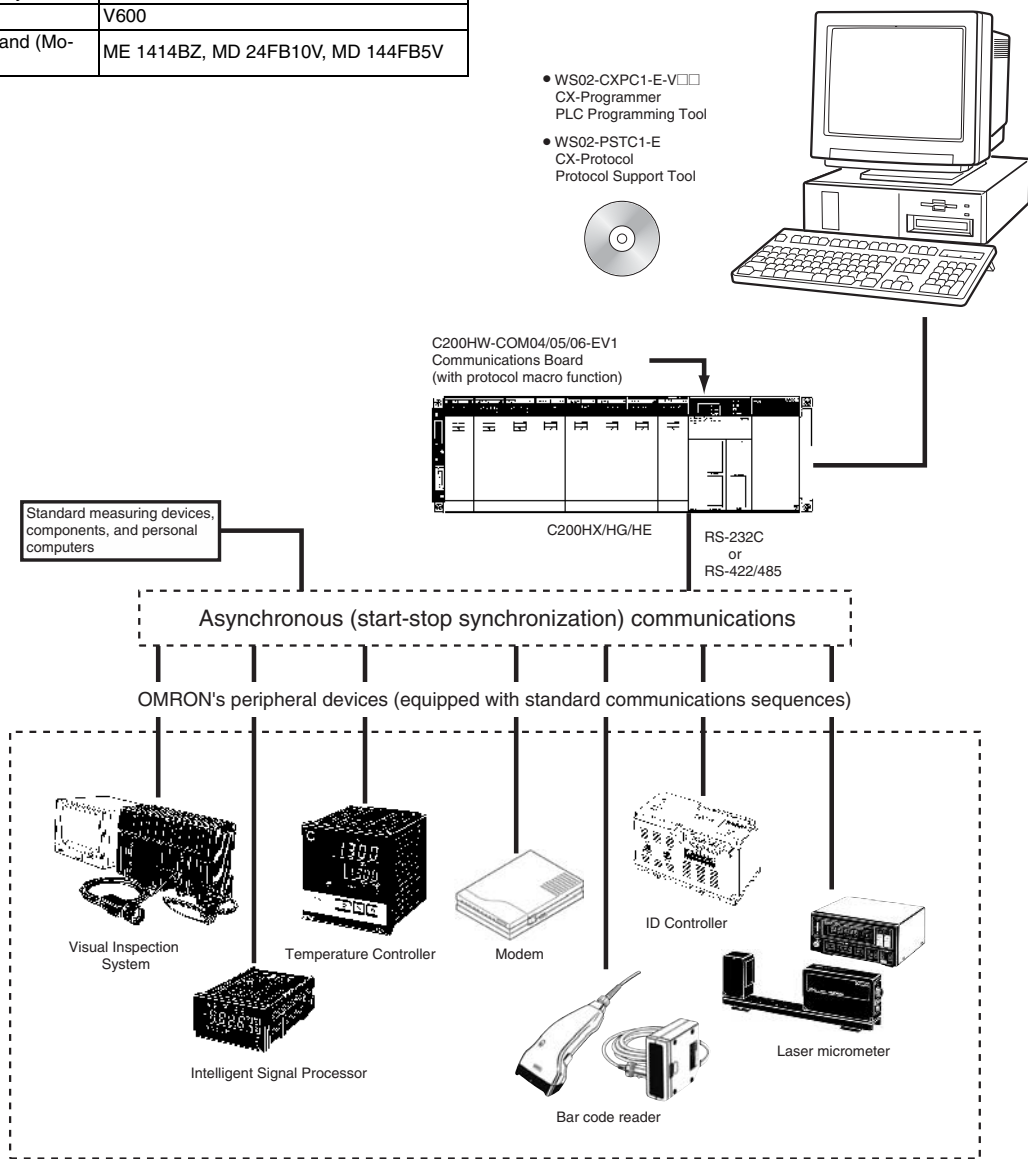 V600
and (Mo-
ME 1414BZ, MD 24FB10V, MD 144FB5V
● WS02-CXPC1-E-V□□
CX-Programmer
PLC Programming Tool
● WS02-PSTC1-E
CX-Protocol
Protocol Support Tool
C200HW-COM04/05/06-EV1
Communications Board
(with protocol macro function)
C200HX/HG/HE
RS-232C
or
RS-422/485
Standard measuring devices,
components, and personal
computers
Asynchronous (start-stop synchronization) communications
OMRON's peripheral devices (equipped with standard communications sequences)
Visual Inspection
System
Temperature Controller
Modem
ID Controller
Intelligent Signal Processor
Bar code reader
Laser micrometer